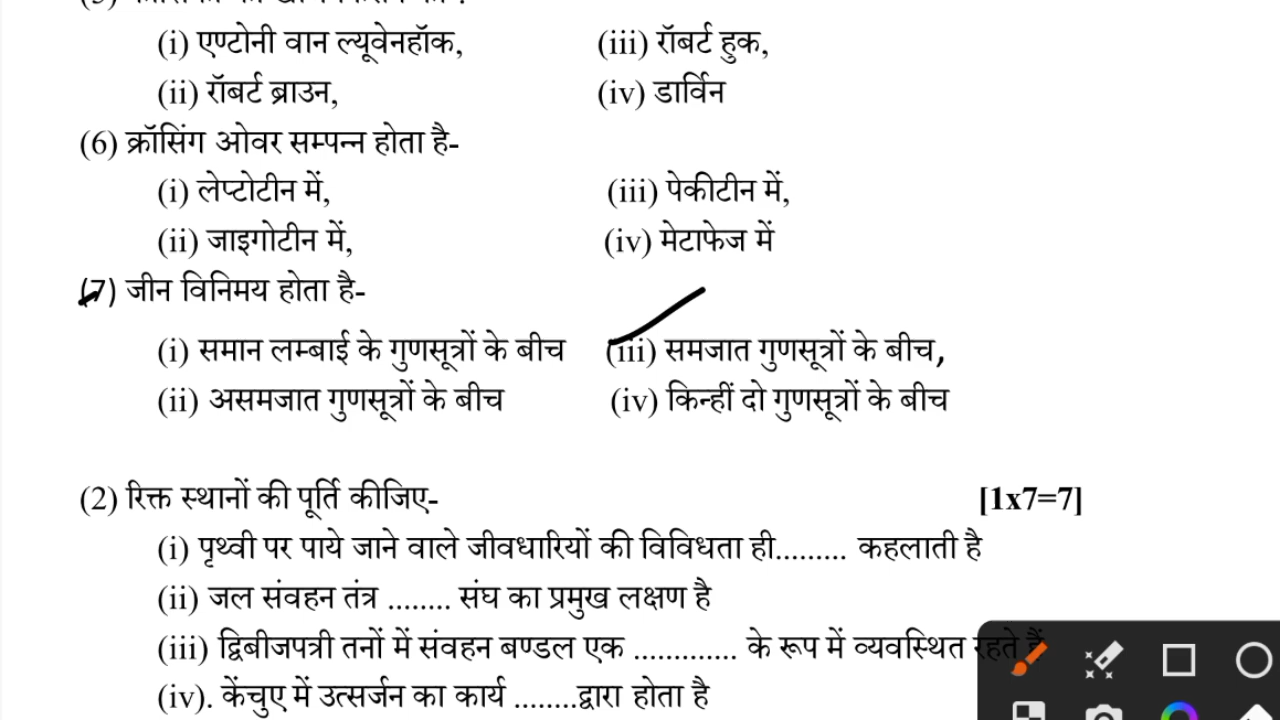 (i) एण्टोनी वान ल्यूवेनहॉक, (iii) रॉबर्ट हुक,
(ii) रॉबर्ट ब्राउन, (iv) डार्विन
(6) क्रॉसिंग ओवर सम्पन्न होता है-
(i) लेप्टोटीन में, (iii) पेकीटीन में,
(ii) जाइगोटीन में, (iv) मेटाफेज में
(7) जीन विनिमय होता है-
(i) समान लम्बाई के गुणसूत्रों के बीच (iii) समजात गुणसूत्रों के बीच,
(ii) असमजात गुणसूत्रों के बीच (iv) किन्हीं दो गुणसूत्रों के बीच
(2) रिक्त स्थानों की पूर्ति कीजिए- [1x7=7]
(i) पृथ्वी पर पाये जाने वाले जीवधारियों की विविधता ही......... कहलाती है
(ii) जल संवहन तंत्र ........ संघ का प्रमुख लक्षण है
(iii) द्विबीजपत्री तनों में संवहन बण्डल एक ............. के रूप में व्यवस्थित रहते हैं
(iv). केंचुए में उत्सर्जन का कार्य ........द्वारा होता है